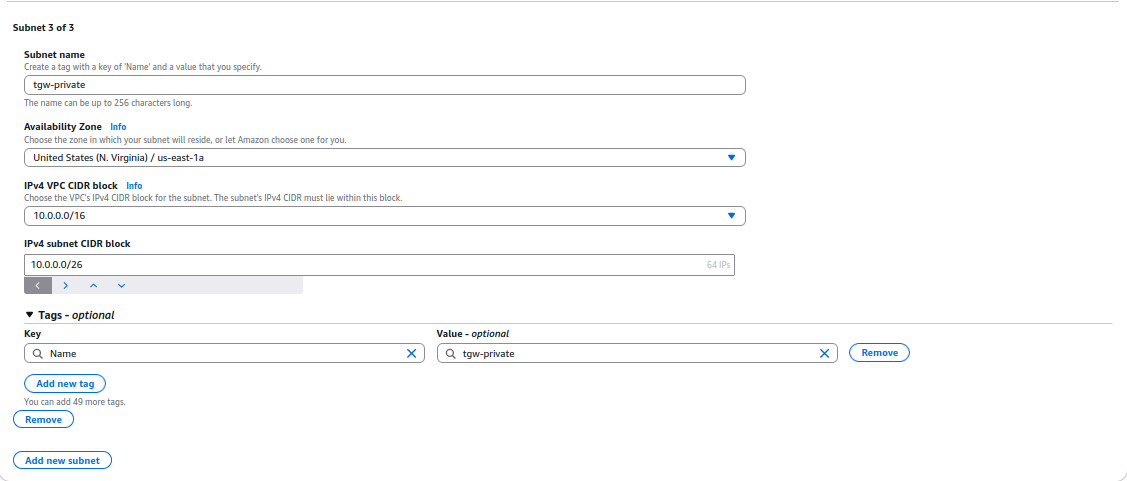 Subnet 3 of 3
Subnet name
Create a tag with a key of 'Name' and a value that you specify.
tgw-private
The name can be up to 256 characters long.
Availability Zone Info
Choose the zone in which your subnet will reside, or let Amazon choose one for you.
United States (N. Virginia) / us-east-1a
IPv4 VPC CIDR block Info
Choose the VPC's IPv4 CIDR block for the subnet. The subnet's IPv4 CIDR must lie within this block.
10.0.0.0/16
IPv4 subnet CIDR block
10.0.0.0/26 64 IPs
Tags - optional
Key Value - optional
Name tgw-private Remove
Add new tag
You can add 49 more tags.
Remove
Add new subnet